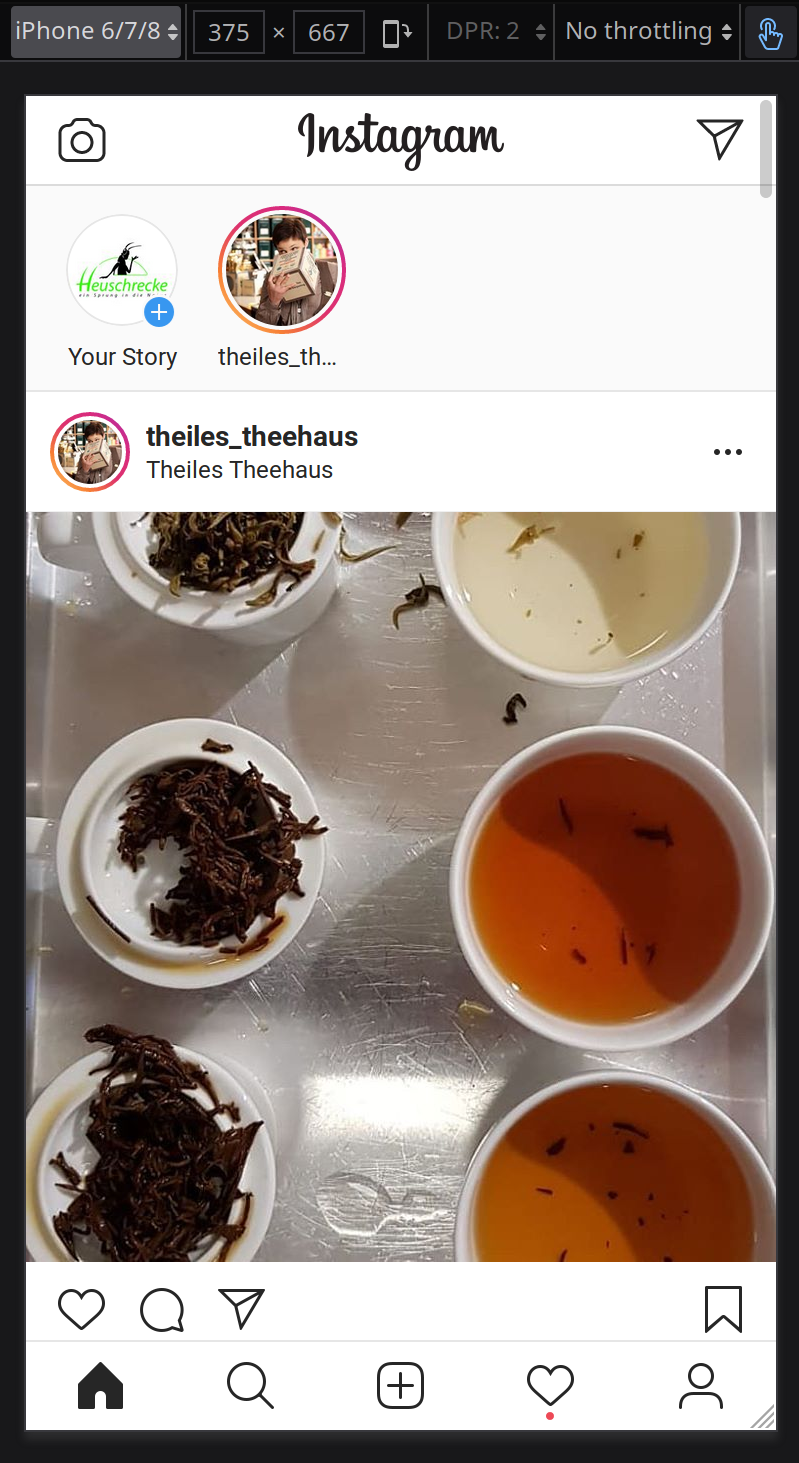 iPhone 6/7/8 375 × 667 DPR: 2 No throttling
Instagram
Heuschrecke
Your Story theiles_th...
theiles_theehaus
Theiles Theehaus